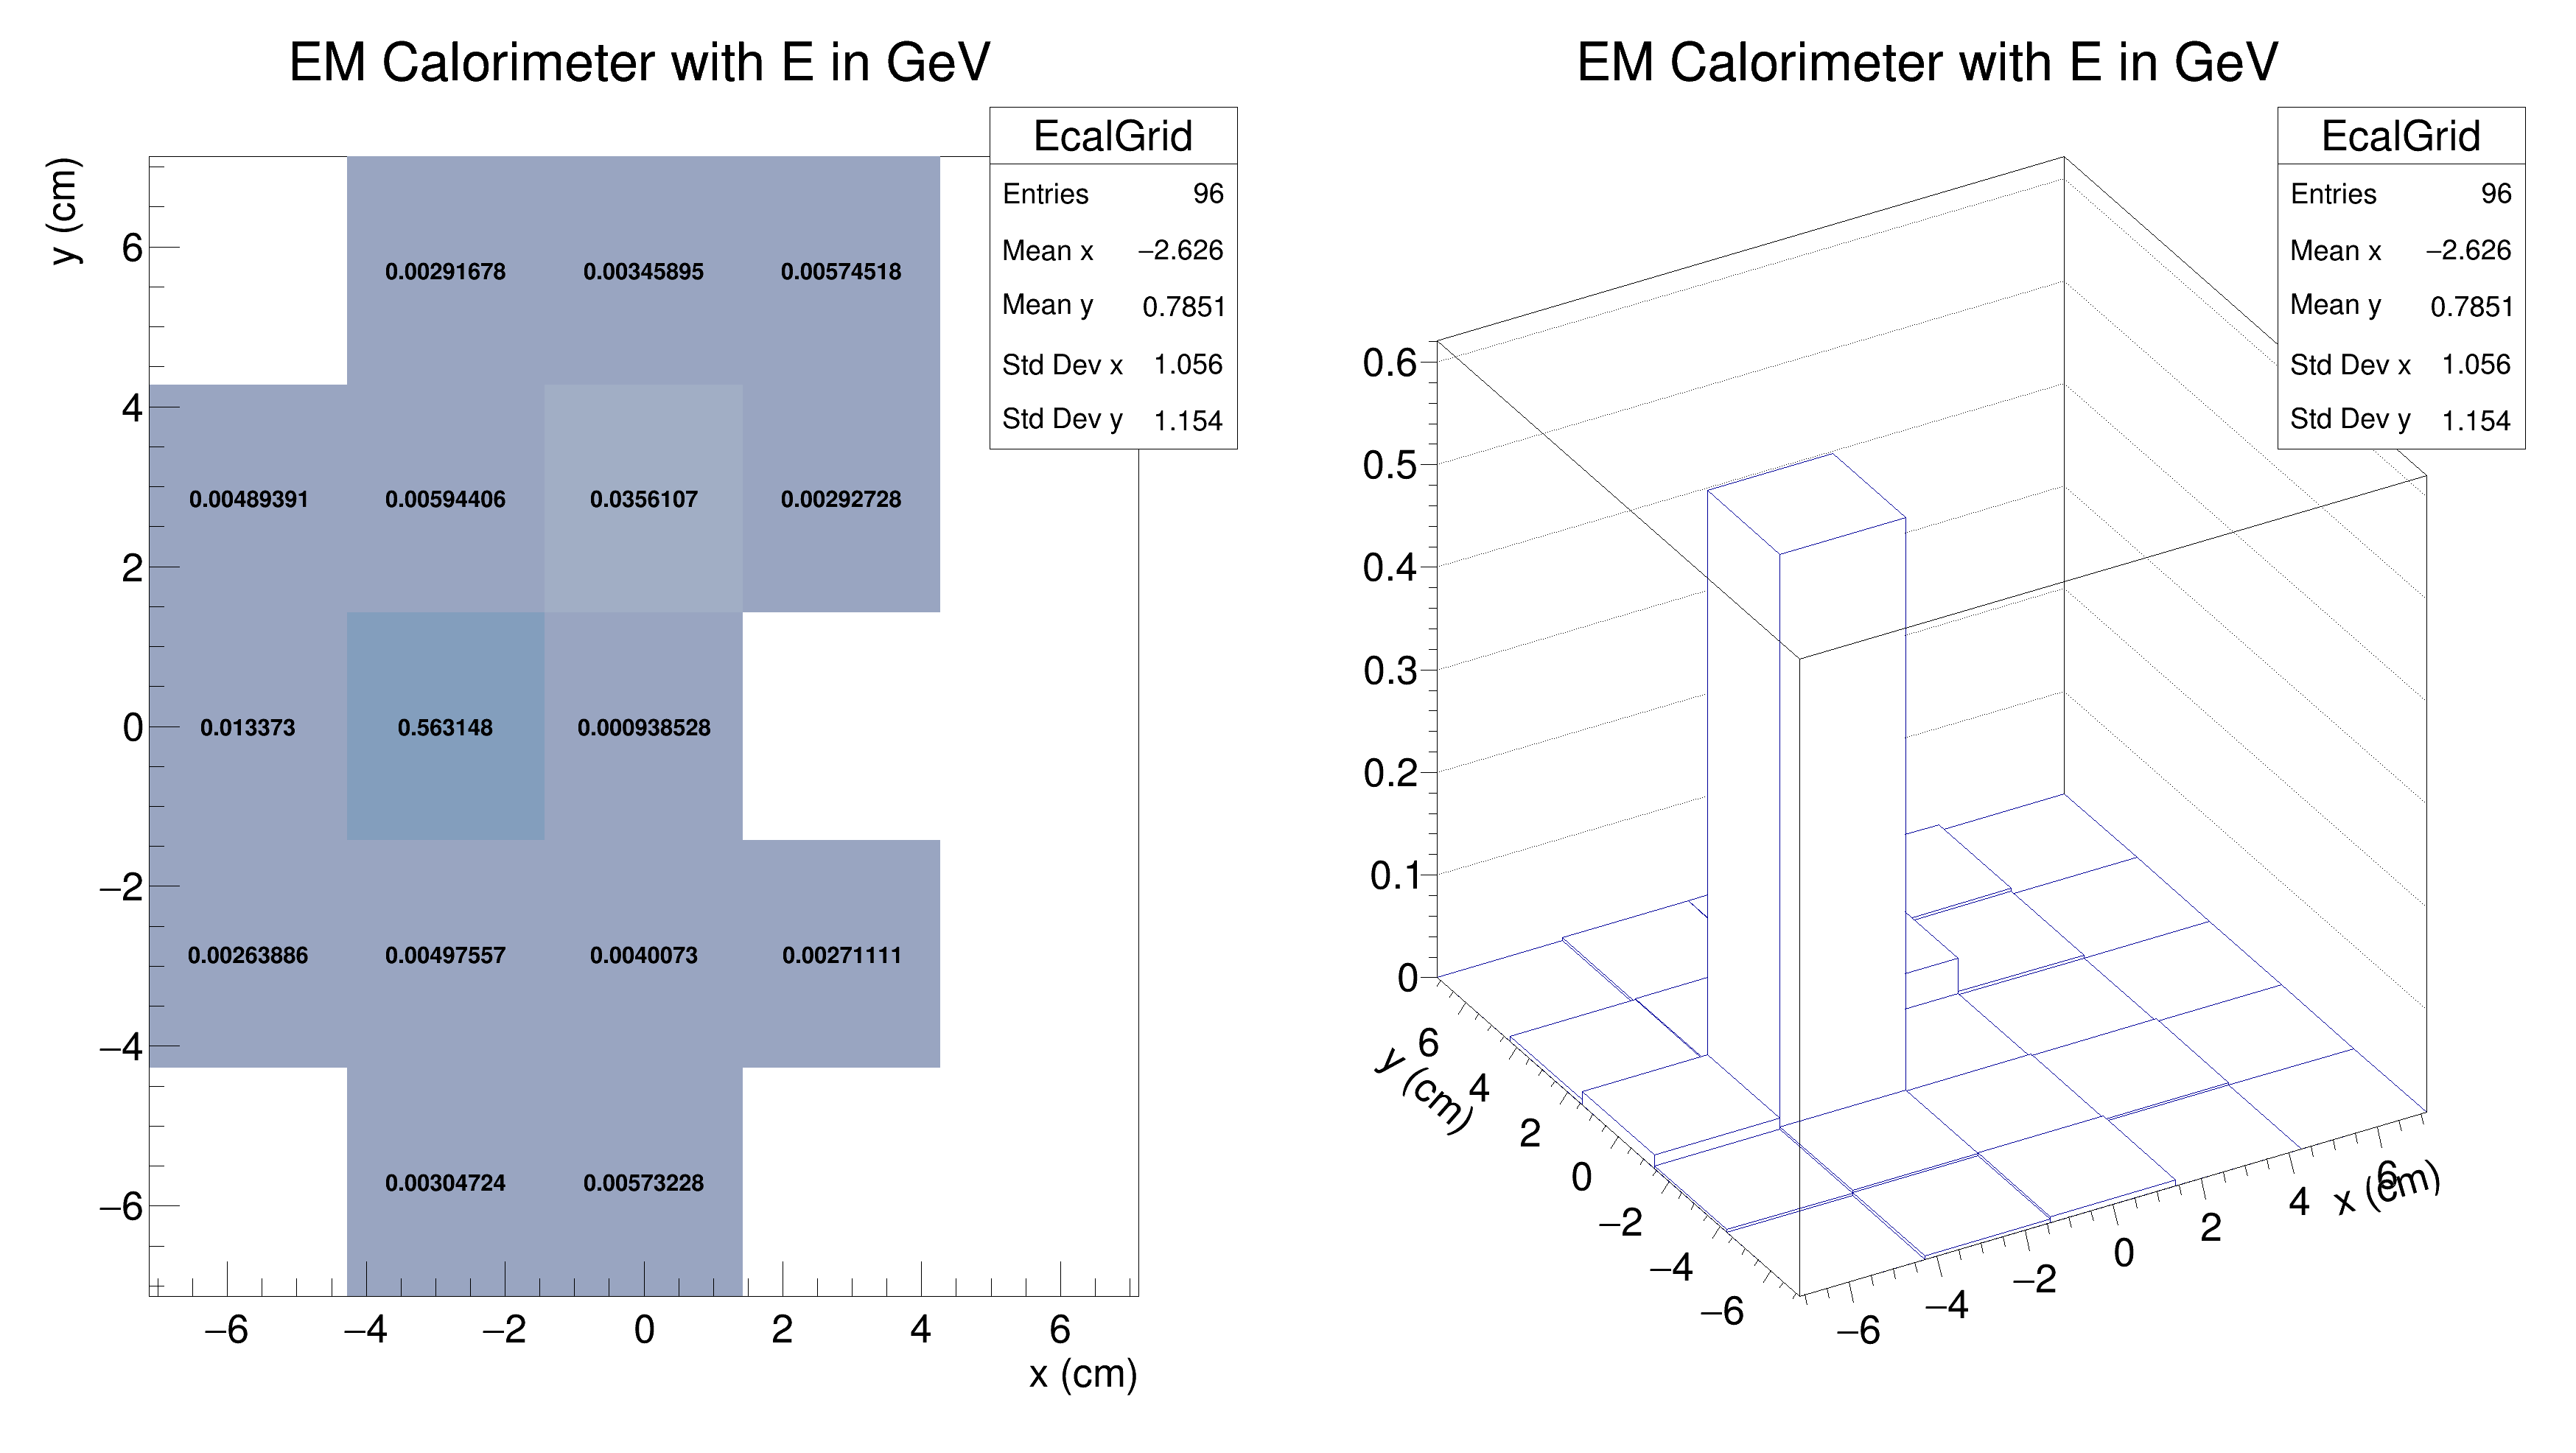 EM Calorimeter with E in GeV
EcalGrid
Entries 96
Mean x −2.626
Mean y 0.7851
Std Dev x 1.056
Std Dev y 1.154
y (cm)
6
4
2
0
−2
−4
−6
0.00291678 0.00345895 0.00574518
0.00489391 0.00594406 0.0356107 0.00292728
0.013373 0.563148 0.000938528
0.00263886 0.00497557 0.0040073 0.00271111
0.00304724 0.00573228
−6 −4 −2 0 2 4 6
x (cm)
EM Calorimeter with E in GeV
EcalGrid
Entries 96
Mean x −2.626
Mean y 0.7851
Std Dev x 1.056
Std Dev y 1.154
0.6
0.5
0.4
0.3
0.2
0.1
0
y (cm)
6
4
2
0
−2
−4
−6
−6 −4 −2 0 2 4 6
x (cm)